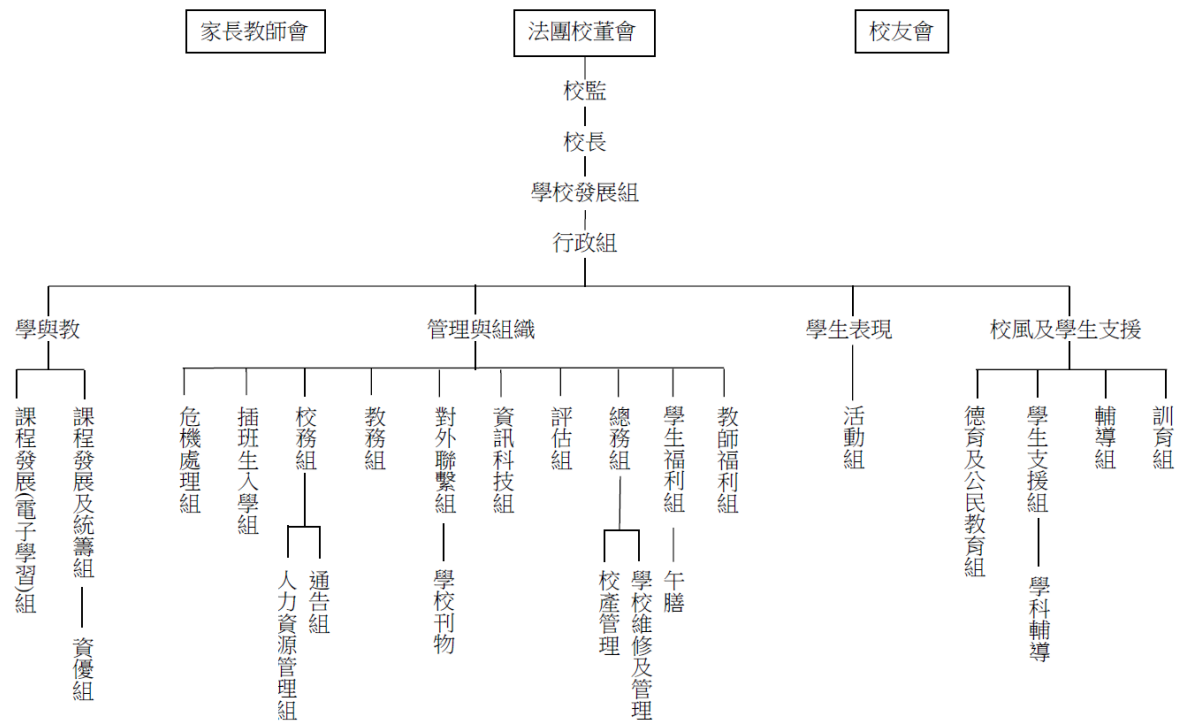 家長教師會
法團校董會
校友會
校監
校長
學校發展組
行政組
學與教
管理與組織
學生表現
校風及學生支援
課程發展(電子學習)組
課程發展及統籌組
危機處理組
插班生入學組
校務組
教務組
對外聯繫組
資訊科技組
評估組
總務組
學生福利組
教師福利組
活動組
德育及公民教育組
學生支援組
輔導組
訓育組
資優組
人力資源管理組
通告組
學校刊物
校產管理
學校維修及管理
午膳
學科輔導